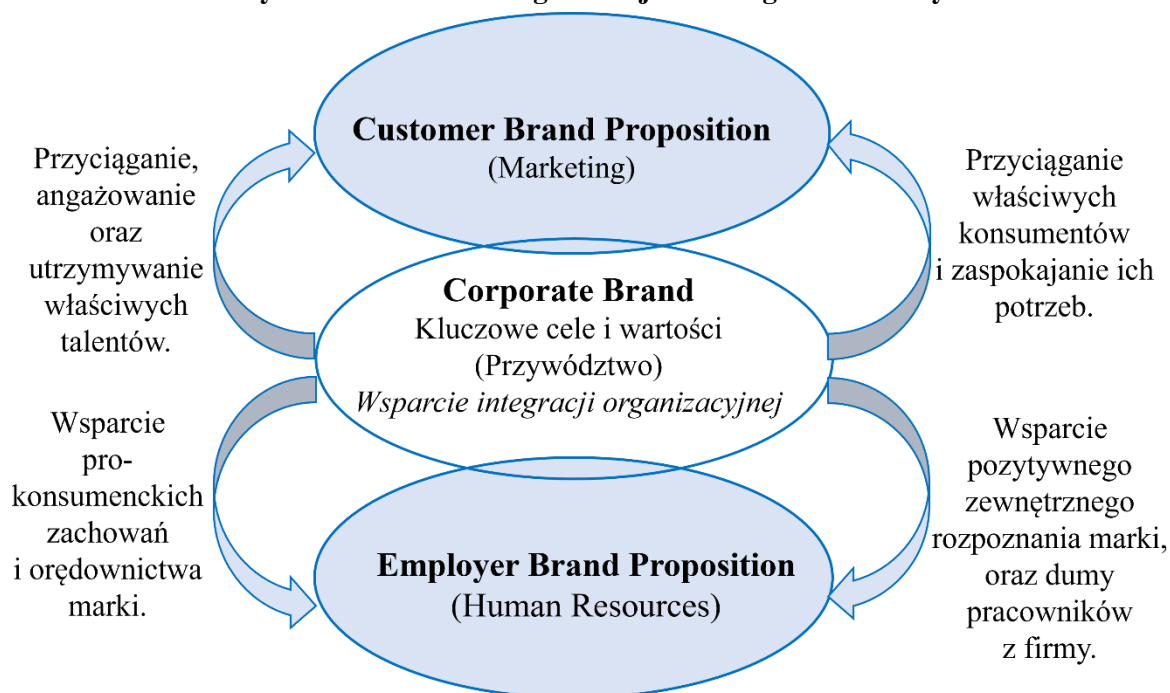 Customer Brand Proposition
(Marketing)
Przyciąganie,
angażowanie
oraz
utrzymywanie
właściwych
talentów.
Przyciąganie
właściwych
konsumentów
i zaspokajanie ich
potrzeb.
Corporate Brand
Kluczowe cele i wartości
(Przywództwo)
Wsparcie integracji organizacyjnej
Wsparcie
pro-
konsumenckich
zachowań
i orędownictwa
marki.
Wsparcie
pozytywnego
zewnętrznego
rozpoznania marki,
oraz dumy
pracowników
z firmy.
Employer Brand Proposition
(Human Resources)